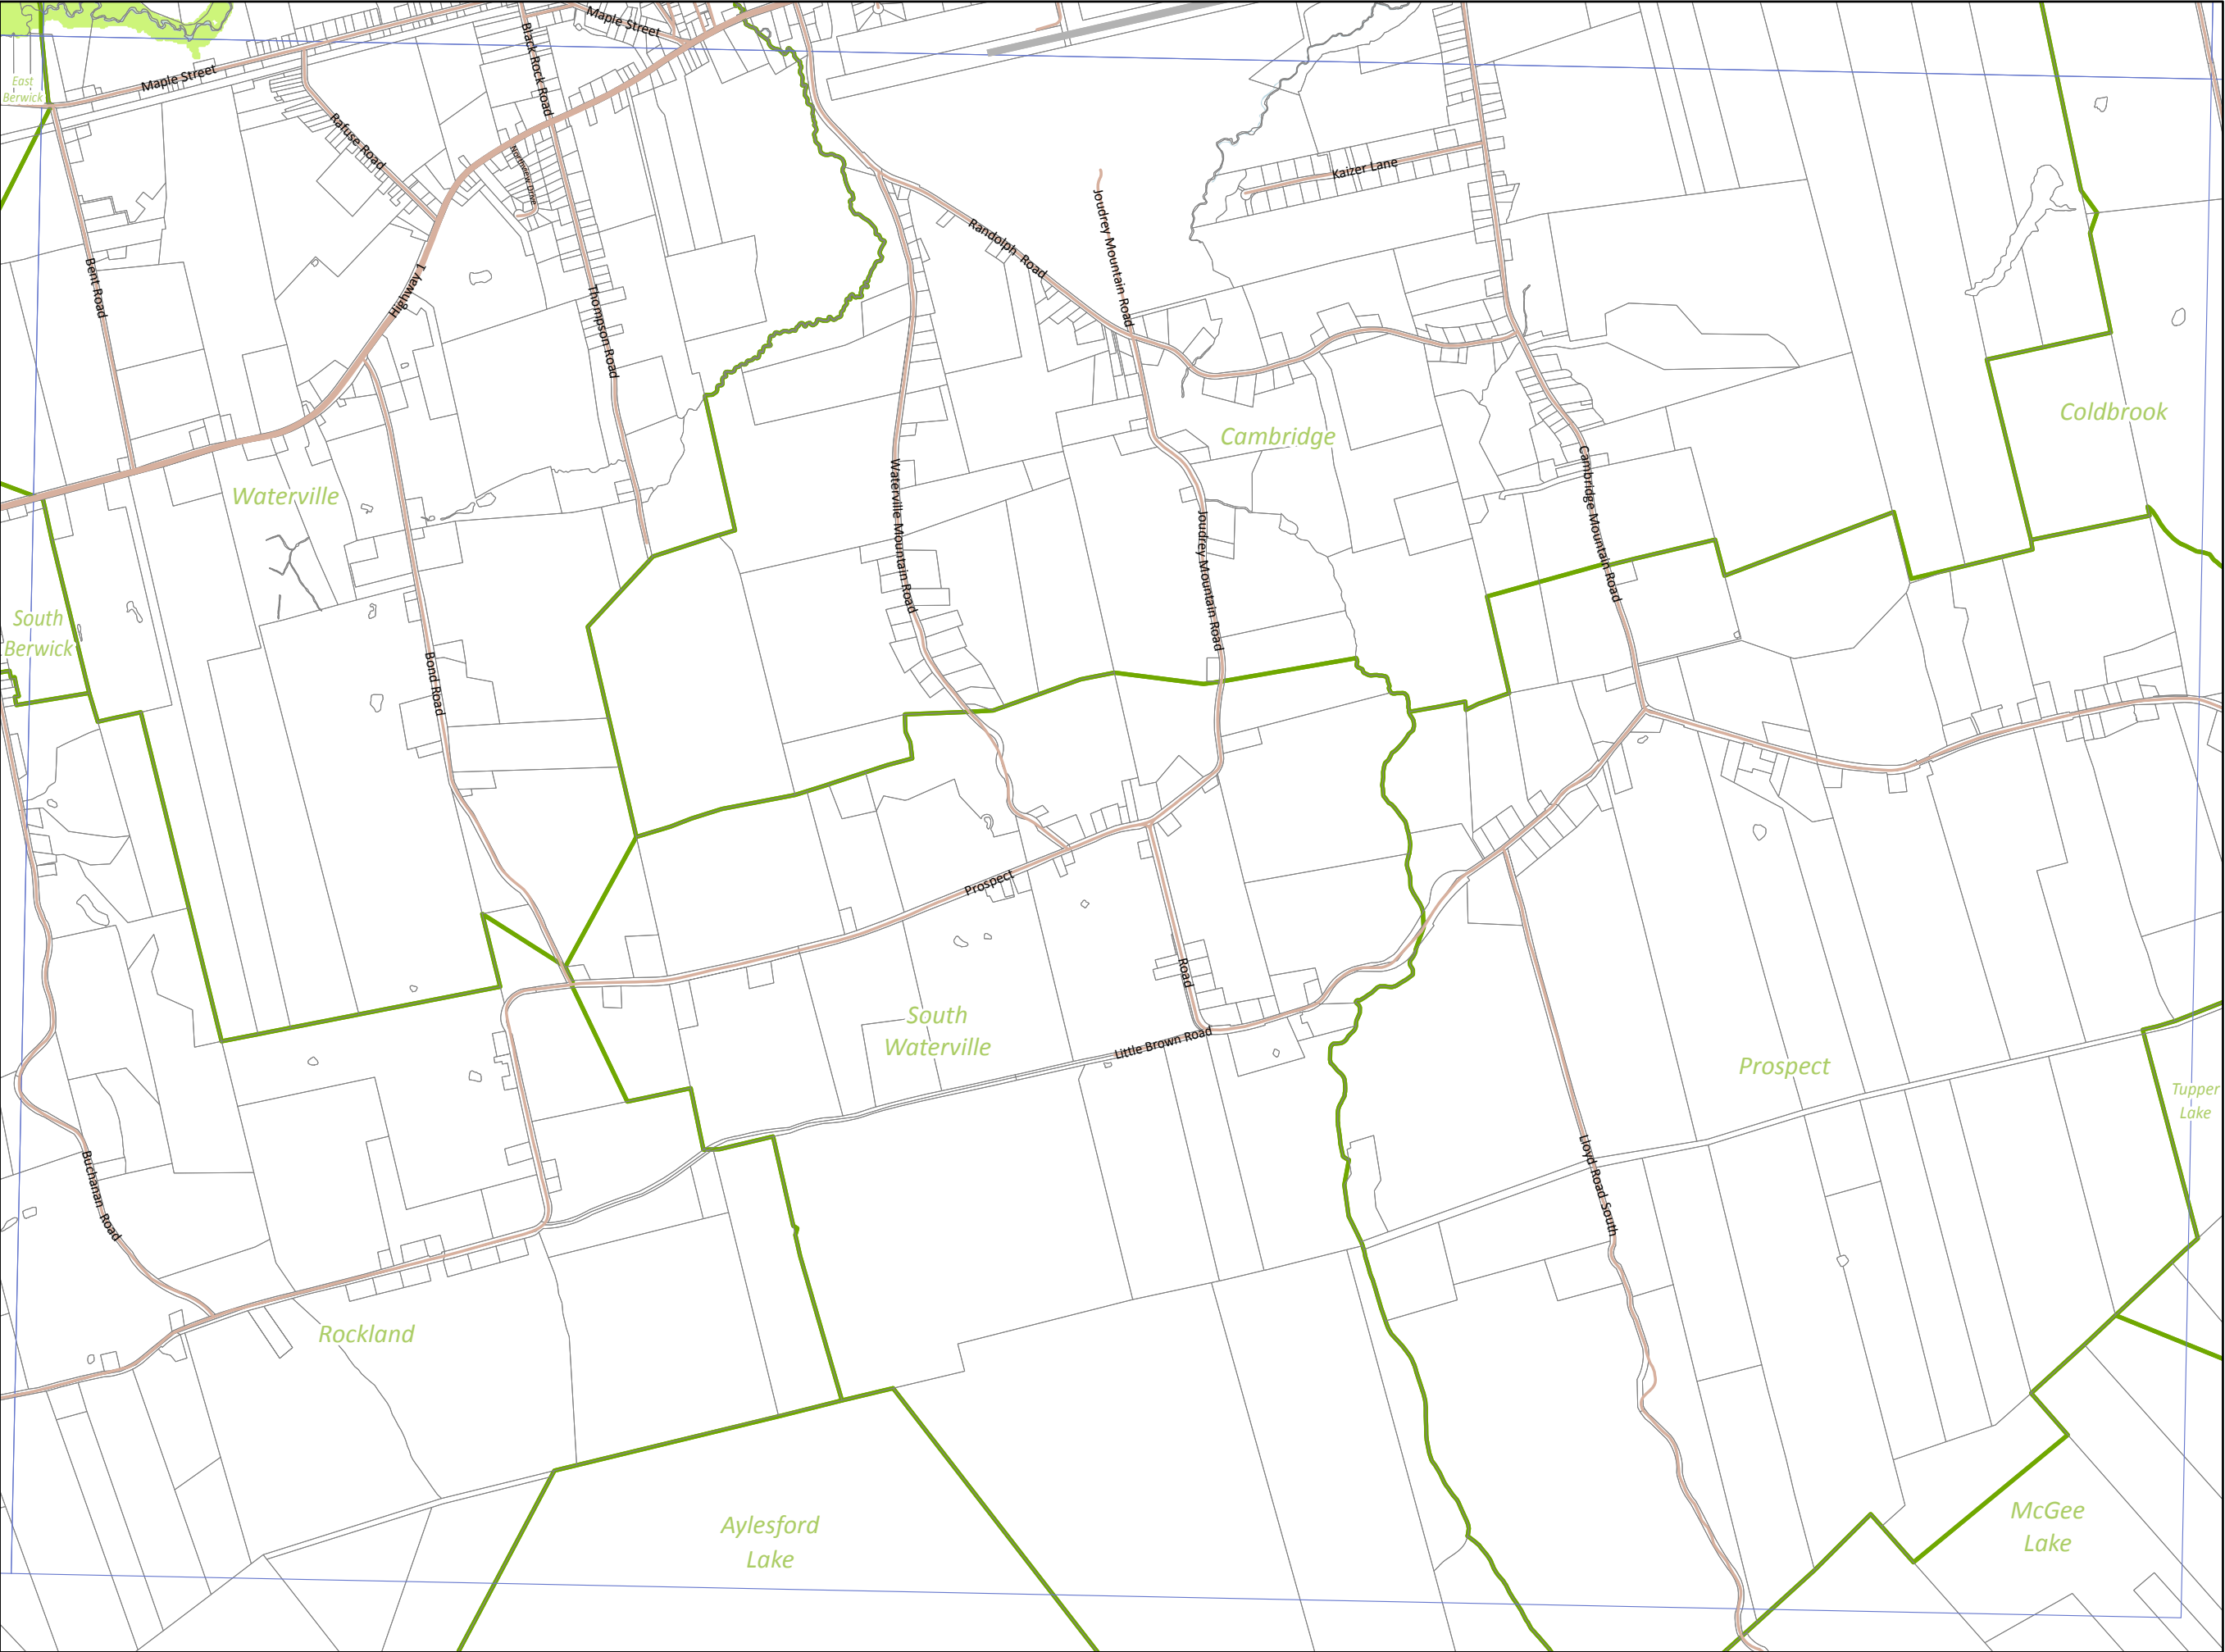 Maple Street
Black Rock Road
East
Berwick
Maple Street
Rafuse Road
Northview Drive
Kaizer Lane
Joudrey Mountain Road
Randolph Road
Bent Road
Highway 1
Thompson Road
Coldbrook
Cambridge
Waterville
Waterville Mountain Road
Cambridge Mountain Road
Joudrey Mountain Road
South
Berwick
Bond Road
Prospect
Road
South
Waterville
Little Brown Road
Prospect
Tupper
Lake
Buchanan Road
Lloyd Road South
Rockland
Aylesford
Lake
McGee
Lake